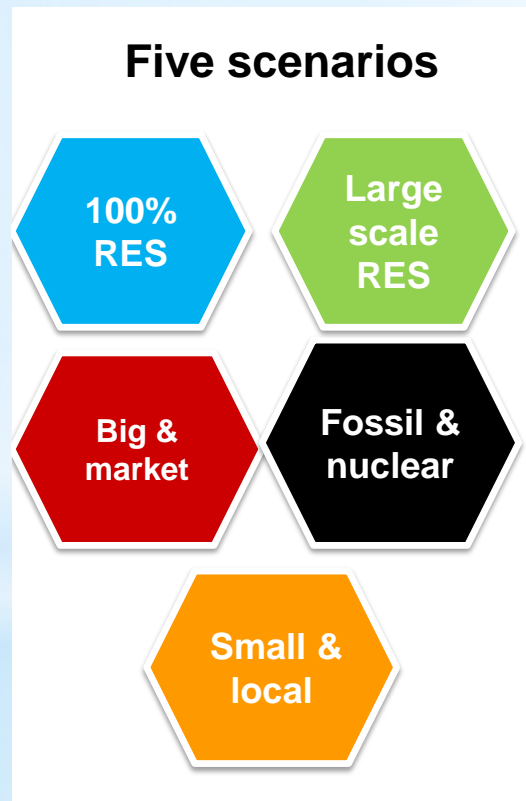 Five scenarios
100%
RES
Large
scale
RES
Big &
market
Fossil &
nuclear
Small &
local